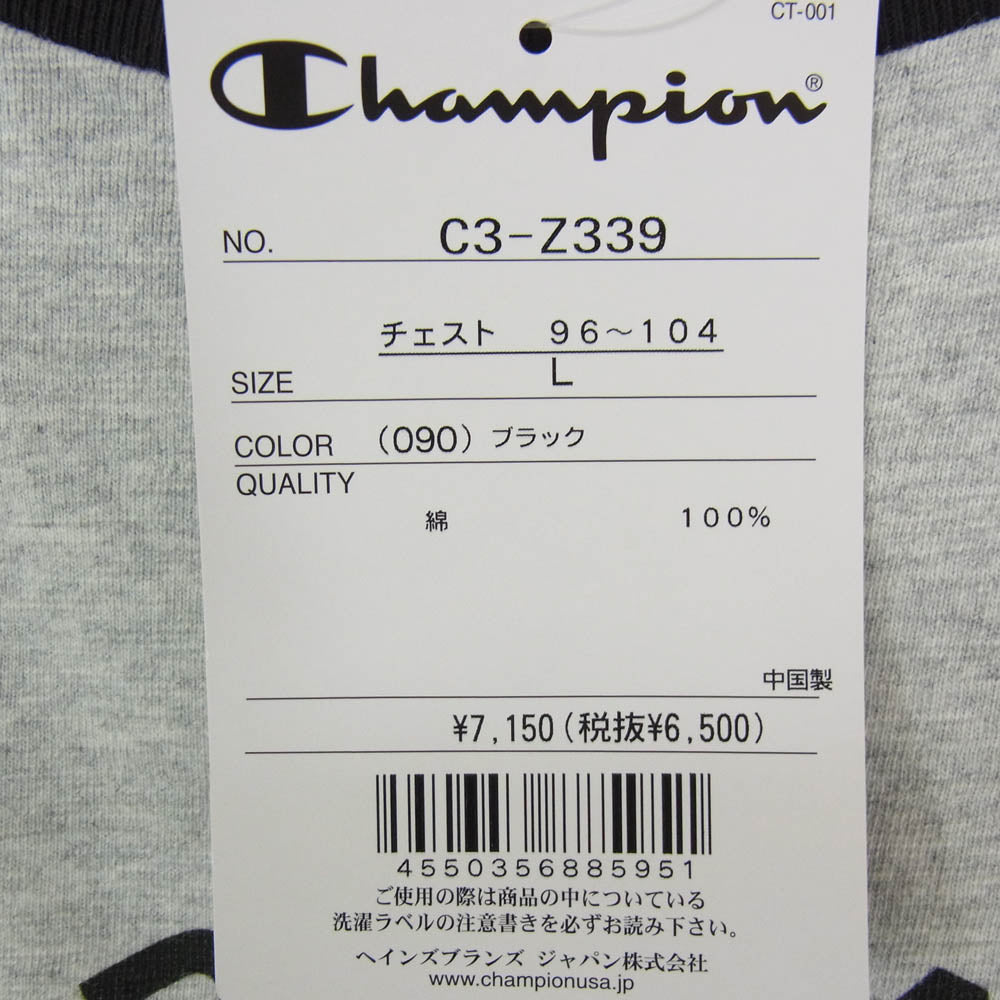 CT-001
Champion®
NO. C3-Z339
チェスト 96～104
SIZE L
COLOR (090) ブラック
QUALITY
綿 100%
中国製
¥7,150(税抜¥6,500)
4550356885951
ご使用の際は商品の中についている
洗濯ラベルの注意書きを必ずお読み下さい。
ヘインズブランズ ジャパン株式会社
www.championusa.jp